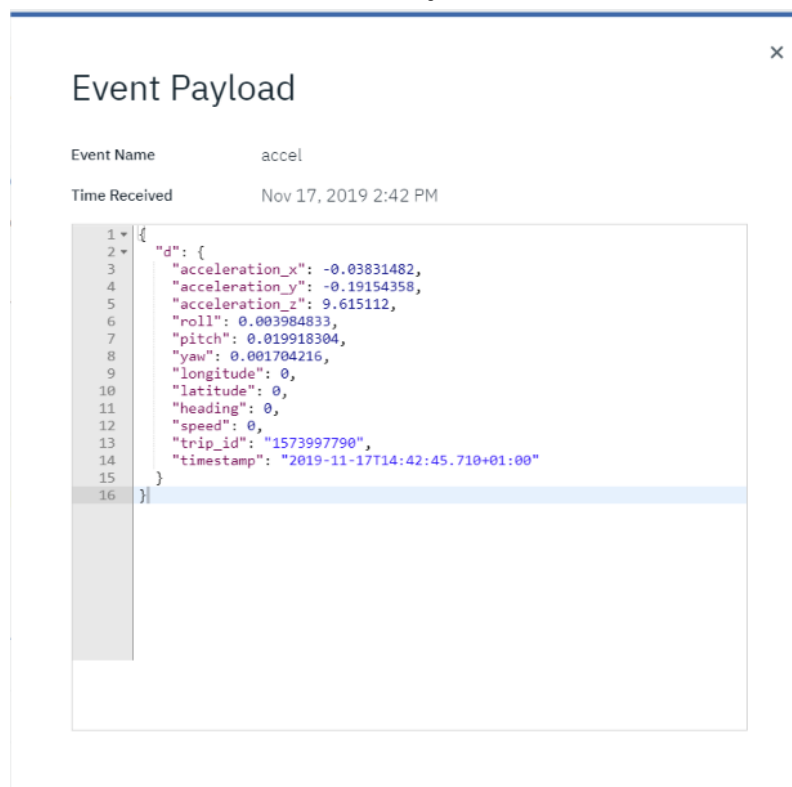 Event Payload
Event Name accel
Time Received Nov 17, 2019 2:42 PM
1 {
2 "d": {
3 "acceleration_x": -0.03831482,
4 "acceleration_y": -0.19154358,
5 "acceleration_z": 9.615112,
6 "roll": 0.003984833,
7 "pitch": 0.019918304,
8 "yaw": 0.001704216,
9 "longitude": 0,
10 "latitude": 0,
11 "heading": 0,
12 "speed": 0,
13 "trip_id": "1573997790",
14 "timestamp": "2019-11-17T14:42:45.710+01:00"
15 }
16 }